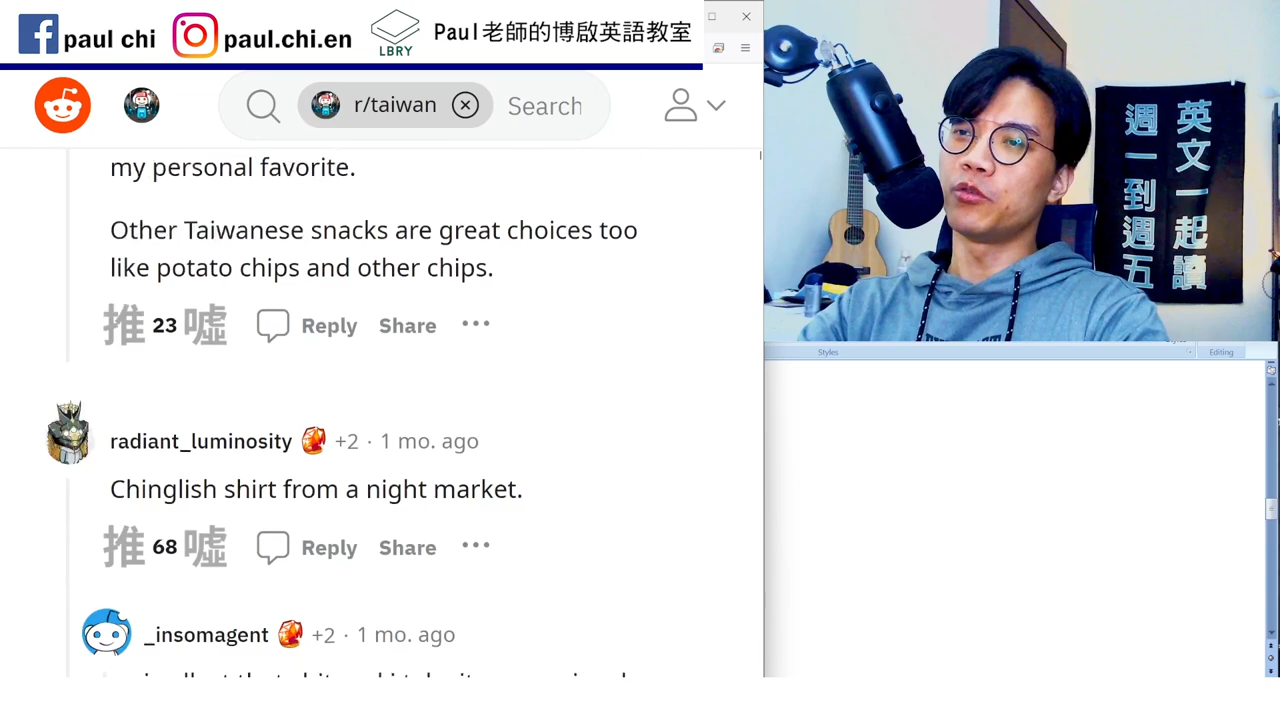 paul chi
paul.chi.en
LBRY
Paul老師的博啟英語教室
r/taiwan
Search
my personal favorite.
Other Taiwanese snacks are great choices too
like potato chips and other chips.
推 23 噓 Reply Share
radiant_luminosity +2 · 1 mo. ago
Chinglish shirt from a night market.
推 68 噓 Reply Share
_insomagent +2 · 1 mo. ago
英文一起讀
週一到週五
Styles
Editing